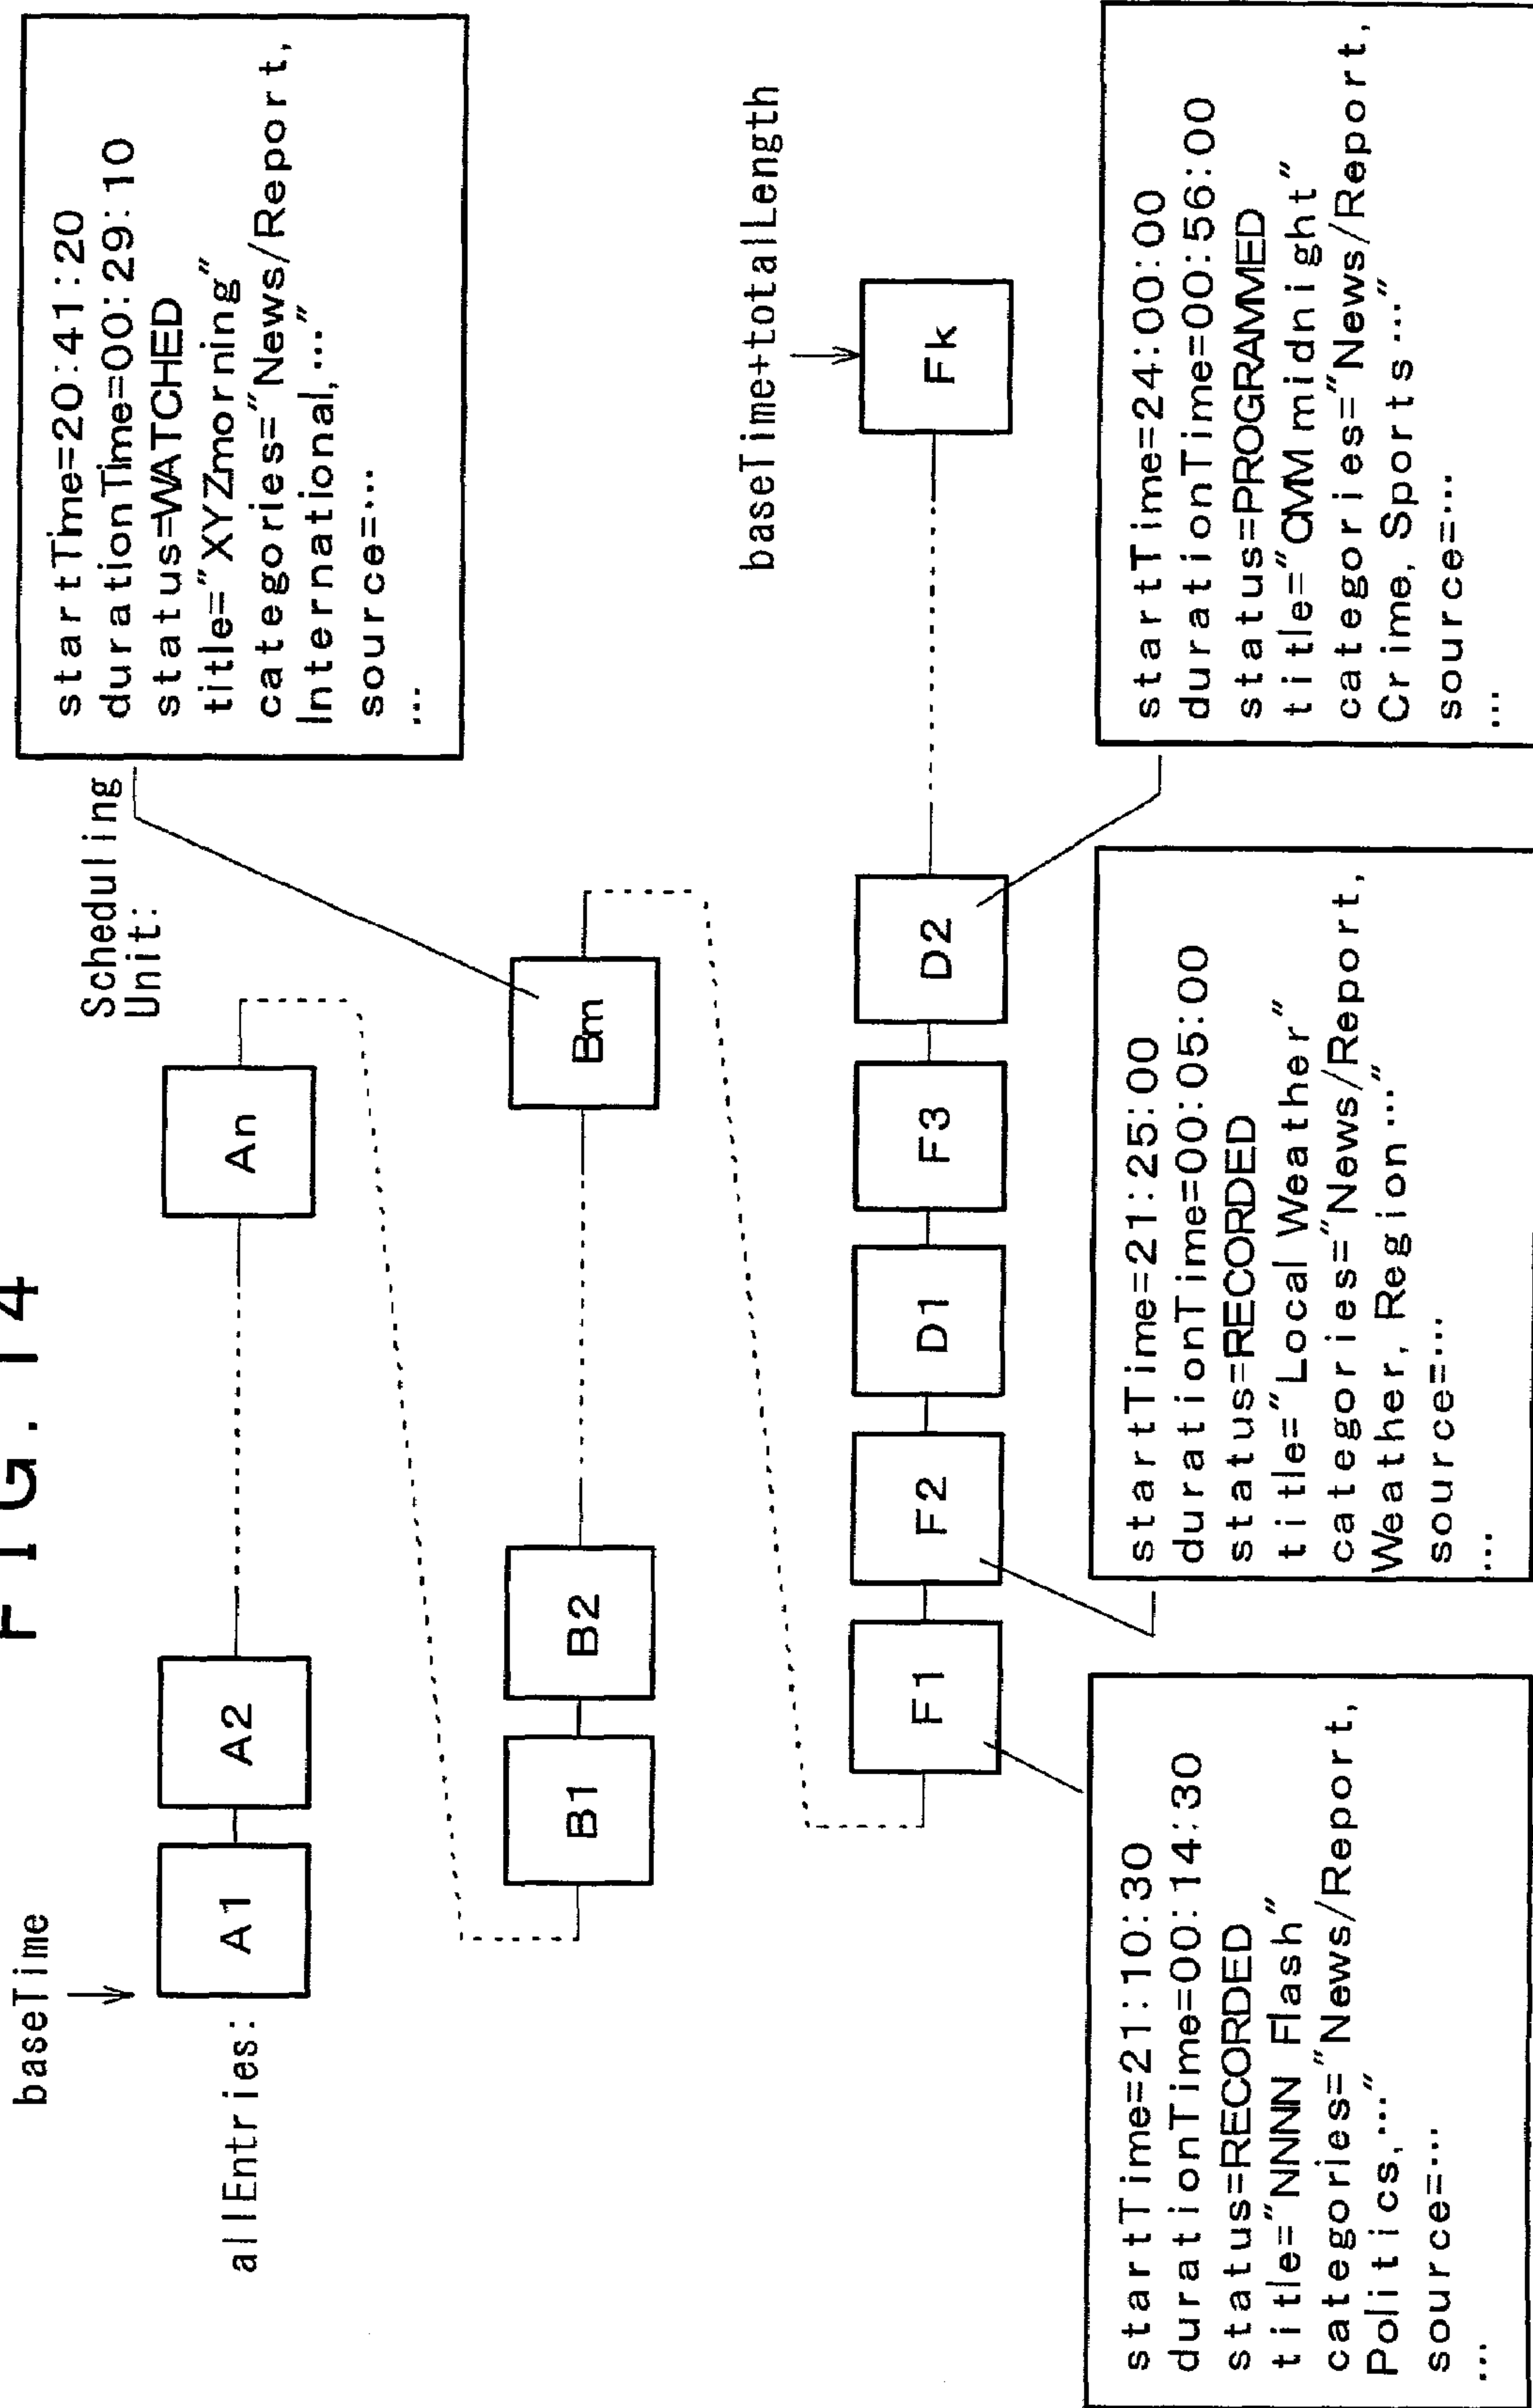 FIG. 14
baseTime
allEntries:
A1
A2
An
Scheduling
Unit:
startTime=20:41:20
durationTime=00:29:10
status=WATCHED
title="XYZmorning"
categories="News/Report,
International,…"
source=…
…
B1
B2
Bm
baseTime+totalLength
F1
F2
D1
F3
D2
Fk
startTime=21:10:30
durationTime=00:14:30
status=RECORDED
title="NNNN Flash"
categories="News/Report,
Politics,…"
source=…
…
startTime=21:25:00
durationTime=00:05:00
status=RECORDED
title="Local Weather"
categories="News/Report,
Weather, Region…"
source=…
…
startTime=24:00:00
durationTime=00:56:00
status=PROGRAMMED
title="CMM midnight"
categories="News/Report,
Crime, Sports…"
source=…
…